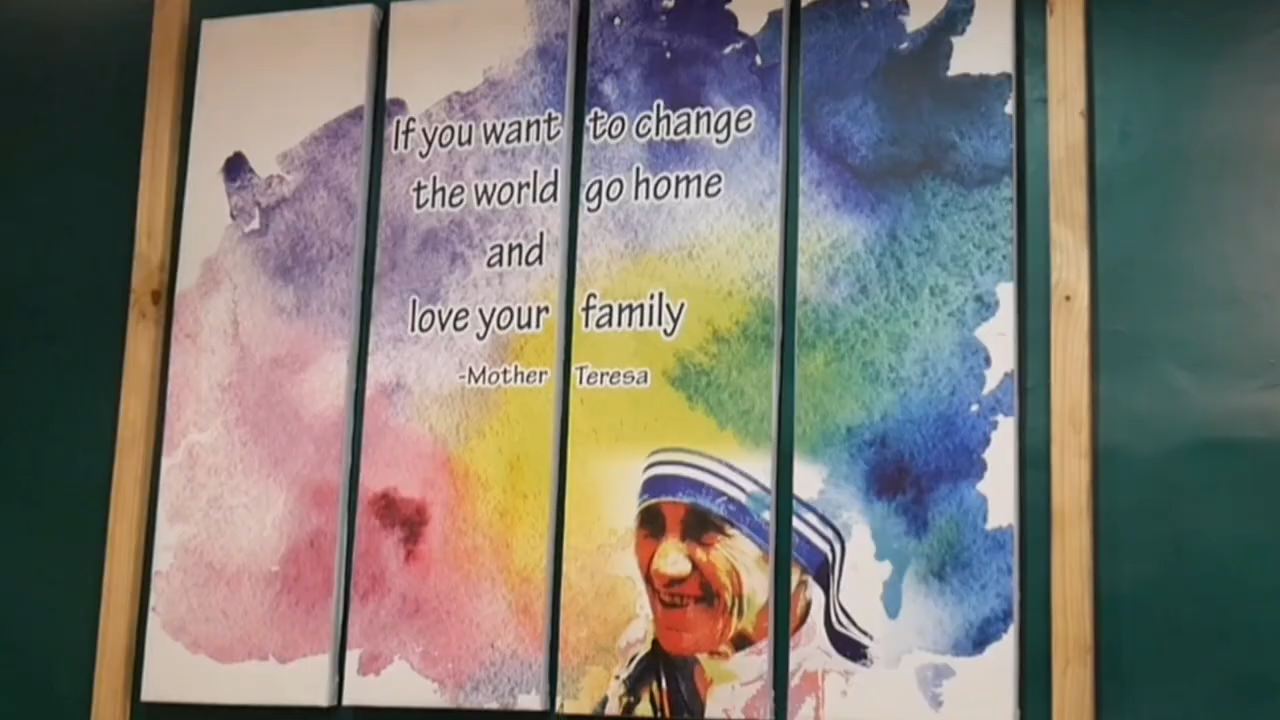 If you want to change
the world go home
and
love your family
-Mother Teresa